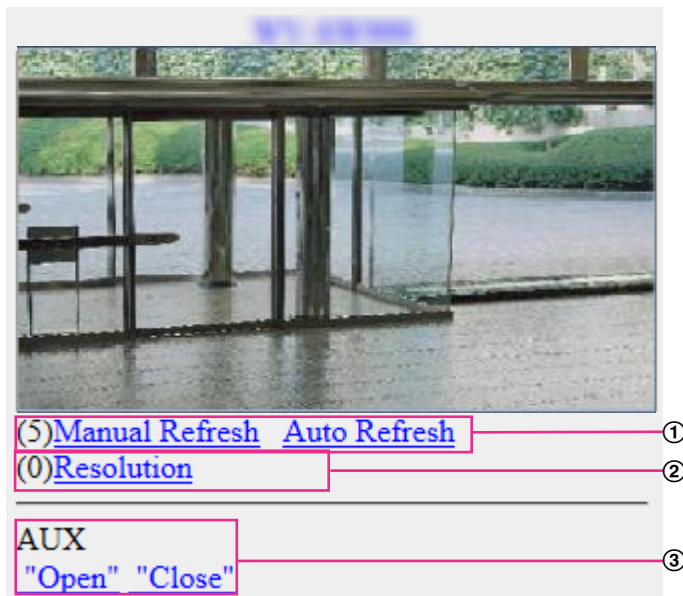 (5)Manual Refresh Auto Refresh
①
(0)Resolution
②
AUX
"Open" "Close"
③